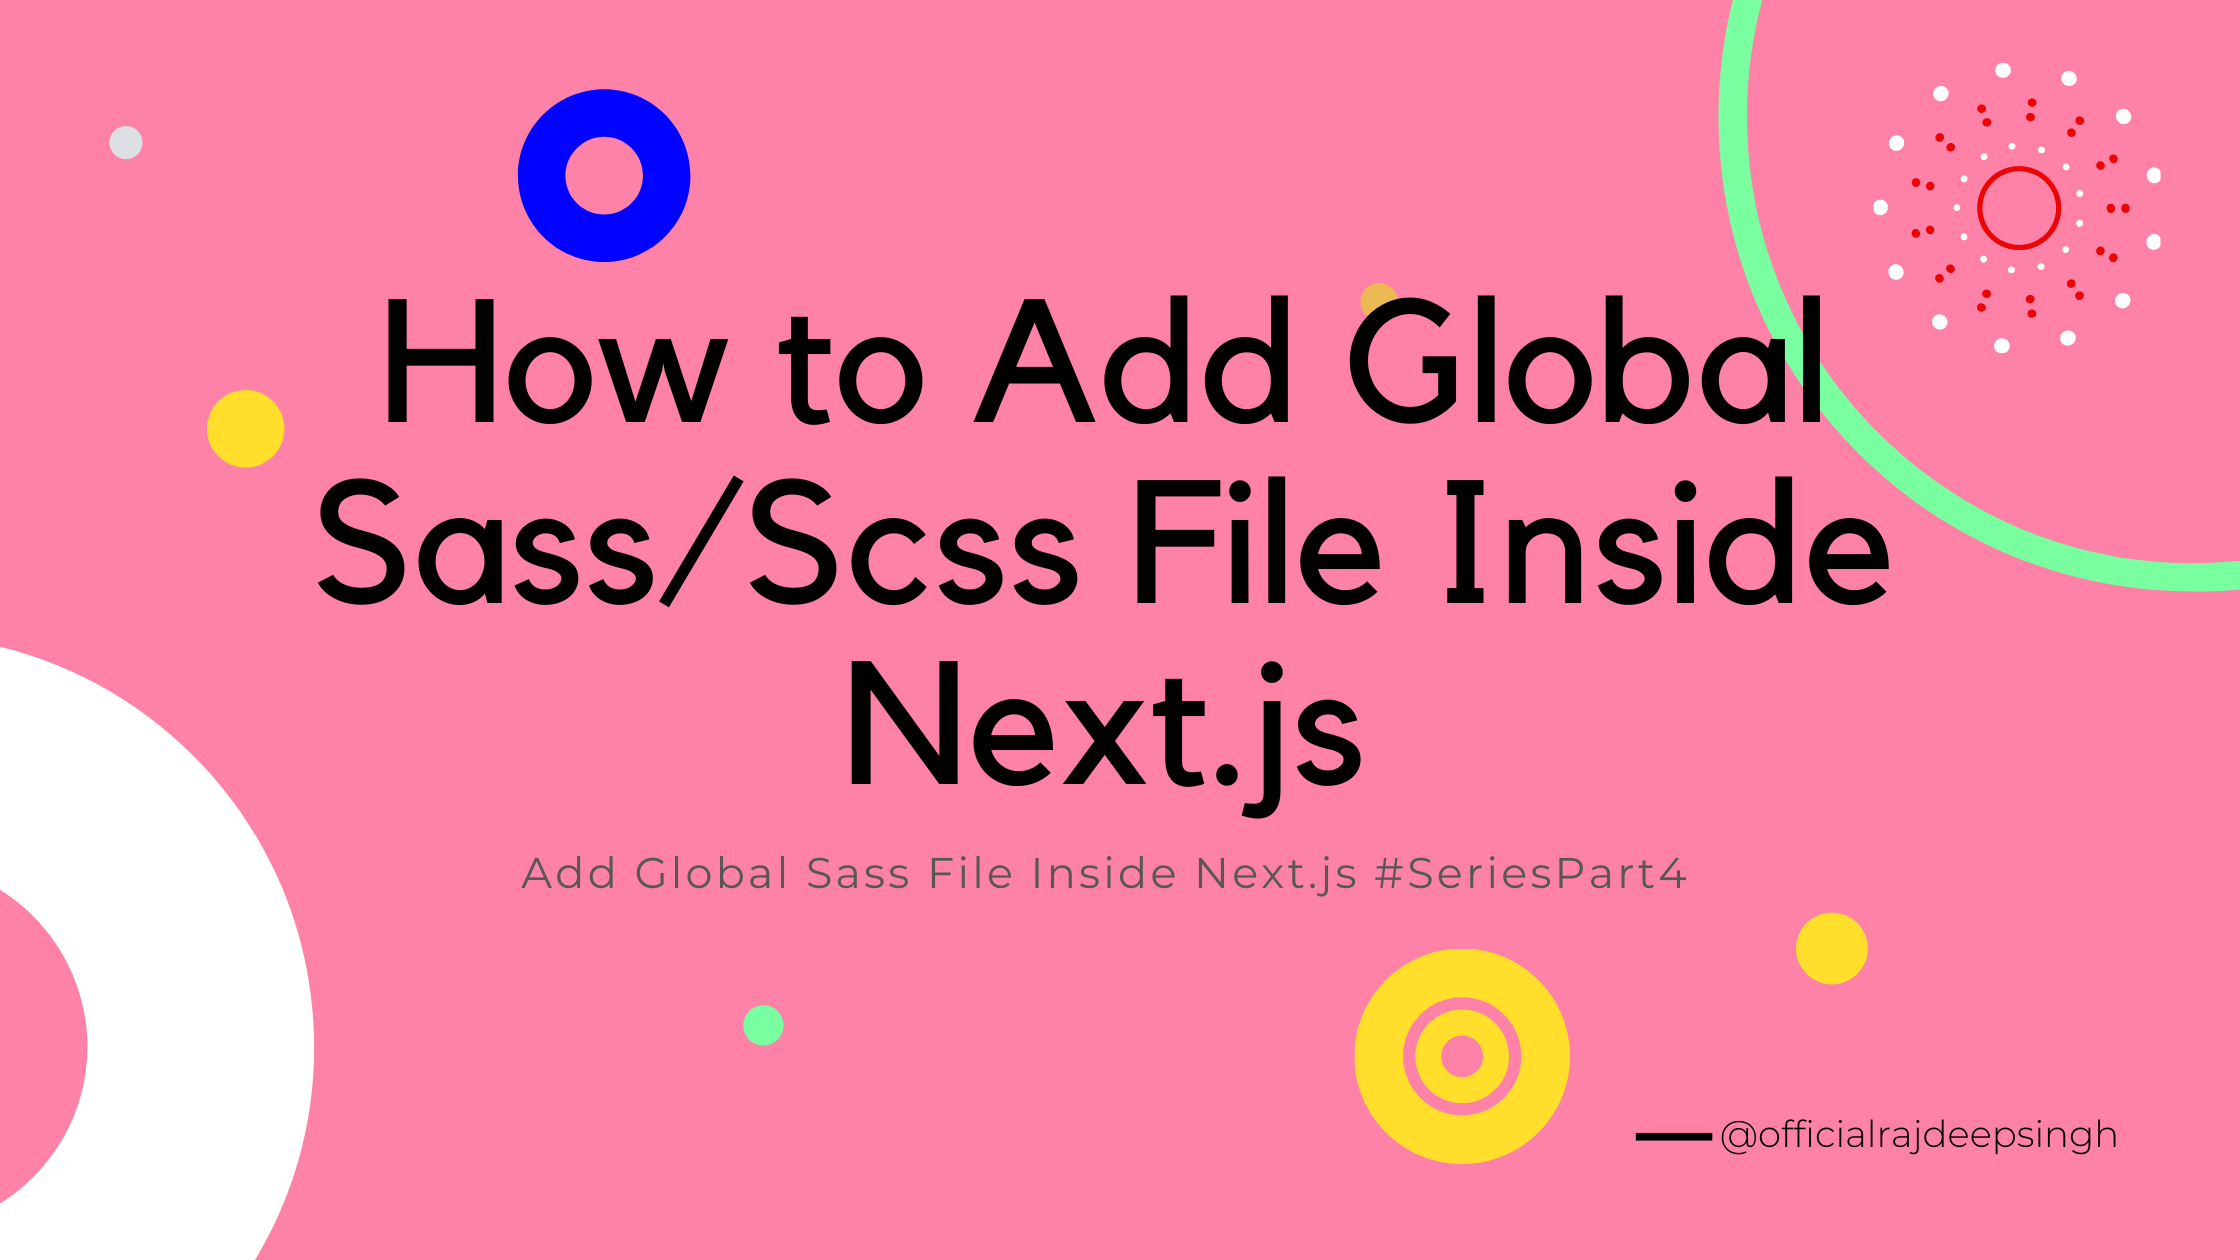 How to Add Global
Sass/Scss File Inside
Next.js
Add Global Sass File Inside Next.js #SeriesPart4
@officialrajdeepsingh